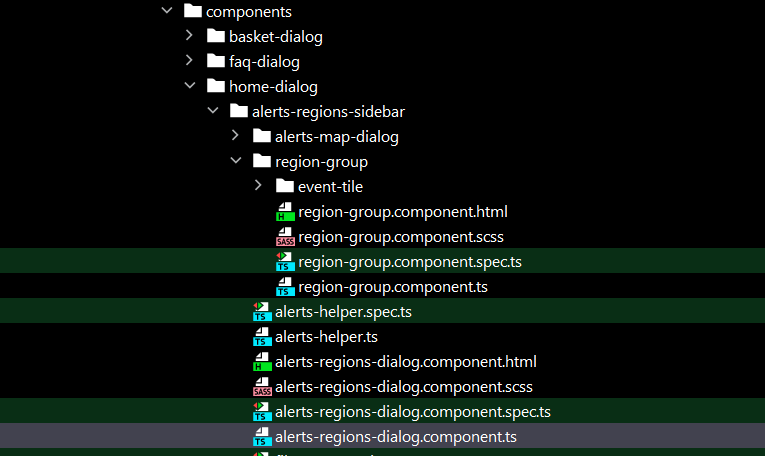 components
basket-dialog
faq-dialog
home-dialog
alerts-regions-sidebar
alerts-map-dialog
region-group
event-tile
H region-group.component.html
SASS region-group.component.scss
TS region-group.component.spec.ts
TS region-group.component.ts
TS alerts-helper.spec.ts
TS alerts-helper.ts
H alerts-regions-dialog.component.html
SASS alerts-regions-dialog.component.scss
TS alerts-regions-dialog.component.spec.ts
TS alerts-regions-dialog.component.ts